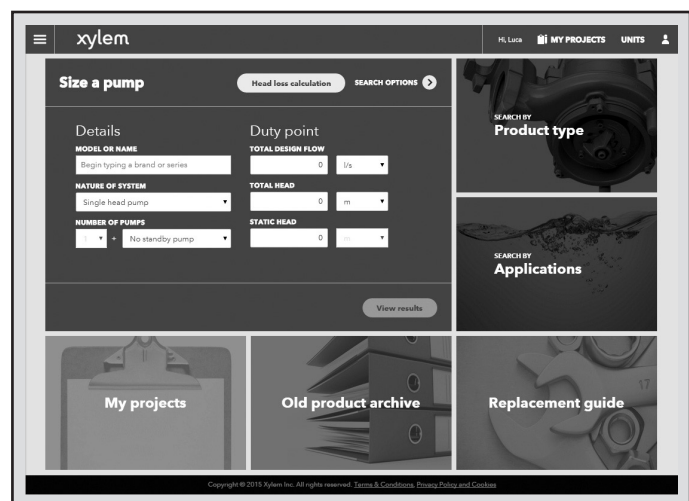 xylem
Hi, Luca
MY PROJECTS
UNITS
Size a pump
Head loss calculation
SEARCH OPTIONS
Details
MODEL OR NAME
Begin typing a brand or series
NATURE OF SYSTEM
Single head pump
NUMBER OF PUMPS
1 + No standby pump
Duty point
TOTAL DESIGN FLOW
0 l/s
TOTAL HEAD
0 m
STATIC HEAD
0 m
View results
SEARCH BY
Product type
SEARCH BY
Applications
My projects
Old product archive
Replacement guide
17
Copyright © 2015 Xylem Inc. All rights reserved. Terms & Conditions, Privacy Policy and Cookies